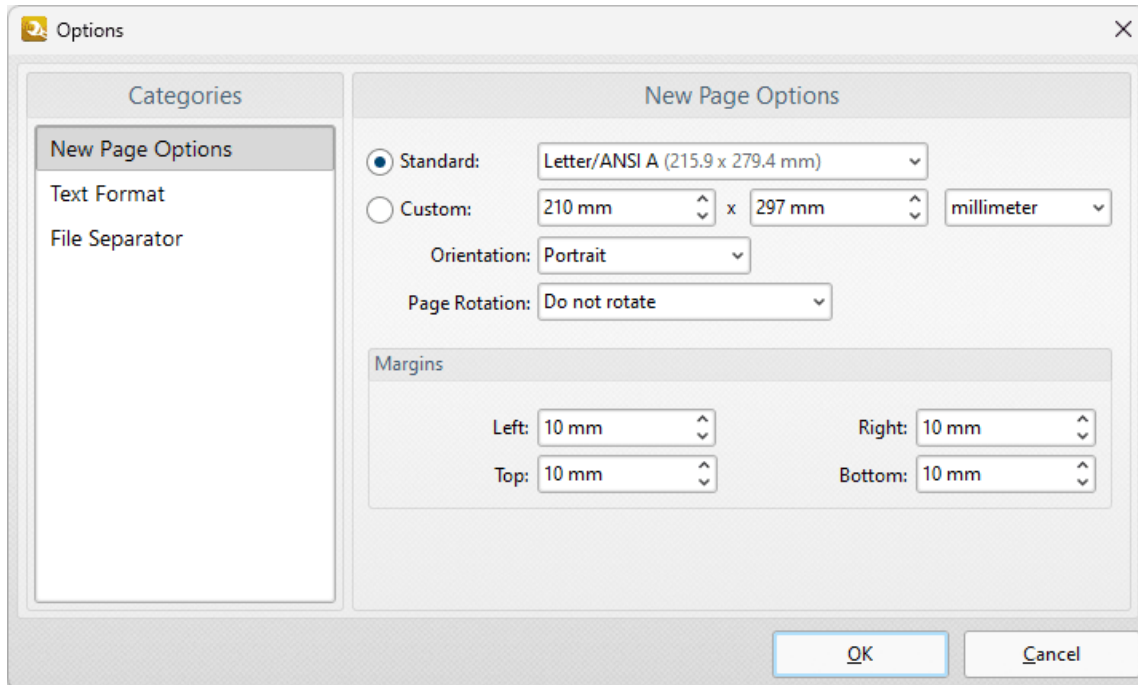 Options
Categories
New Page Options
Text Format
File Separator
New Page Options
Standard: Letter/ANSI A (215.9 x 279.4 mm)
Custom: 210 mm x 297 mm millimeter
Orientation: Portrait
Page Rotation: Do not rotate
Margins
Left: 10 mm Right: 10 mm
Top: 10 mm Bottom: 10 mm
OK Cancel